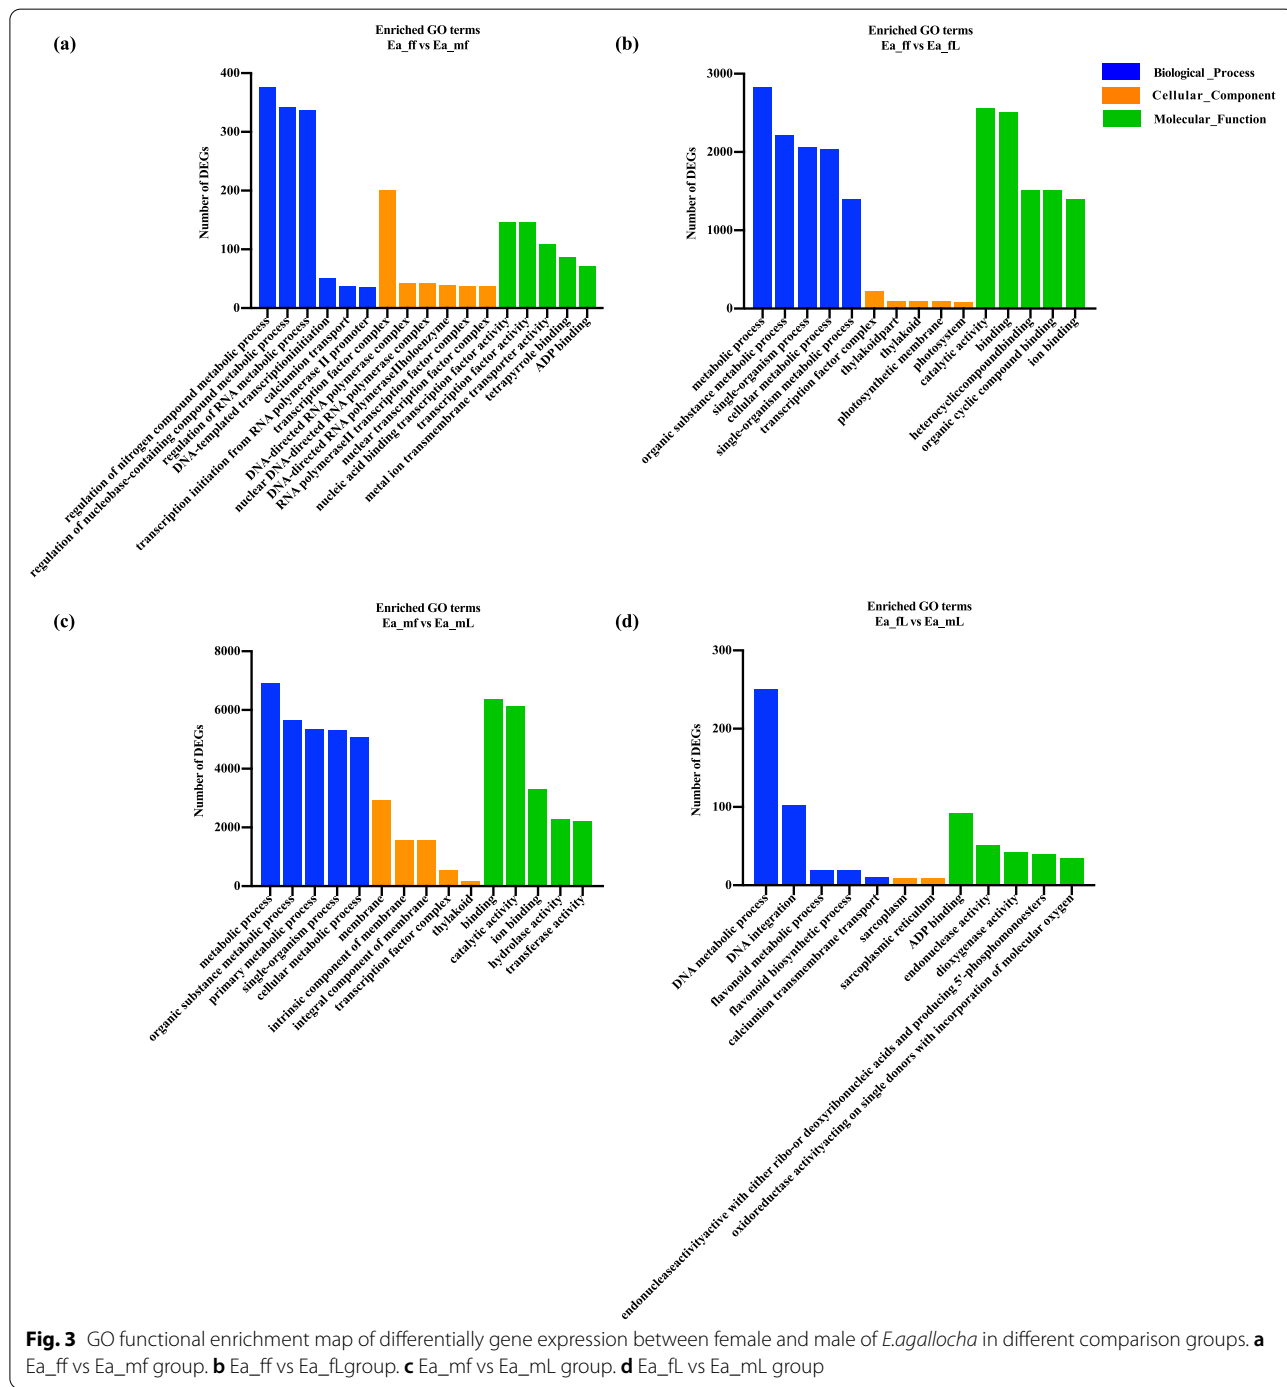 (a)
Enriched GO terms
Ea_ff vs Ea_mf
Number of DEGs
400
300
200
100
0
regulation of nitrogen compound metabolic process
regulation of nucleobase-containing compound metabolic process
regulation of RNA metabolic process
DNA-templated transcriptioninitiation
calciumion transport
transcription initiation from RNA polymerase II promoter
transcription factor complex
DNA-directed RNA polymerase complex
nuclear DNA-directed RNA polymerase complex
DNA-directed RNA polymeraseIIholoenzyme
RNA polymeraseII transcription factor complex
nuclear transcription factor complex
nucleic acid binding transcription factor activity
transcription factor activity
metal ion transmembrane transporter activity
tetrapyrrole binding
ADP binding
(b)
Enriched GO terms
Ea_ff vs Ea_fL
Number of DEGs
3000
2000
1000
0
metabolic process
organic substance metabolic process
single-organism process
cellular metabolic process
single-organism metabolic process
transcription factor complex
thylakoidpart
thylakoid
photosynthetic membrane
photosystem
catalytic activity
binding
heterocycliccompoundbinding
organic cyclic compound binding
ion binding
Biological_Process
Cellular_Component
Molecular_Function
(c)
Enriched GO terms
Ea_mf vs Ea_mL
Number of DEGs
8000
6000
4000
2000
0
metabolic process
organic substance metabolic process
primary metabolic process
single-organism process
cellular metabolic process
membrane
intrinsic component of membrane
integral component of membrane
transcription factor complex
thylakoid
binding
catalytic activity
ion binding
hydrolase activity
transferase activity
(d)
Enriched GO terms
Ea_fL vs Ea_mL
Number of DEGs
300
200
100
0
DNA metabolic process
DNA integration
flavonoid metabolic process
flavonoid biosynthetic process
calciumion transmembrane transport
sarcoplasm
sarcoplasmic reticulum
ADP binding
endonuclease activity
dioxygenase activity
endonucleaseactivityactive with either ribo-or deoxyribonucleic acids and producing 5'-phosphomonoesters
oxidoreductase activityacting on single donors with incorporation of molecular oxygen
Fig. 3 GO functional enrichment map of differentially gene expression between female and male of E.agallocha in different comparison groups. a
Ea_ff vs Ea_mf group. b Ea_ff vs Ea_fLgroup. c Ea_mf vs Ea_mL group. d Ea_fL vs Ea_mL group